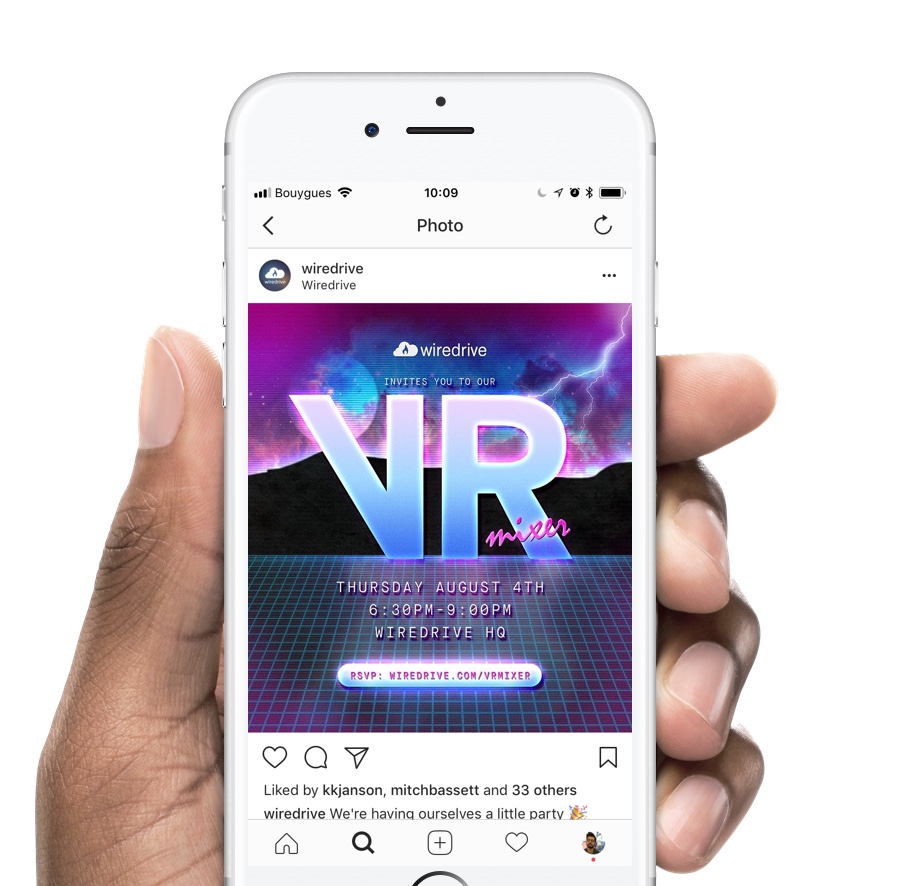 Bouygues 10:09
Photo
wiredrive
Wiredrive
wiredrive
wiredrive
INVITES YOU TO OUR
VR
mixer
THURSDAY AUGUST 4TH
6:30PM-9:00PM
WIREDRIVE HQ
RSVP: WIREDRIVE.COM/VRMIXER
Liked by kkjanson, mitchbassett and 33 others
wiredrive We're having ourselves a little party 🎉